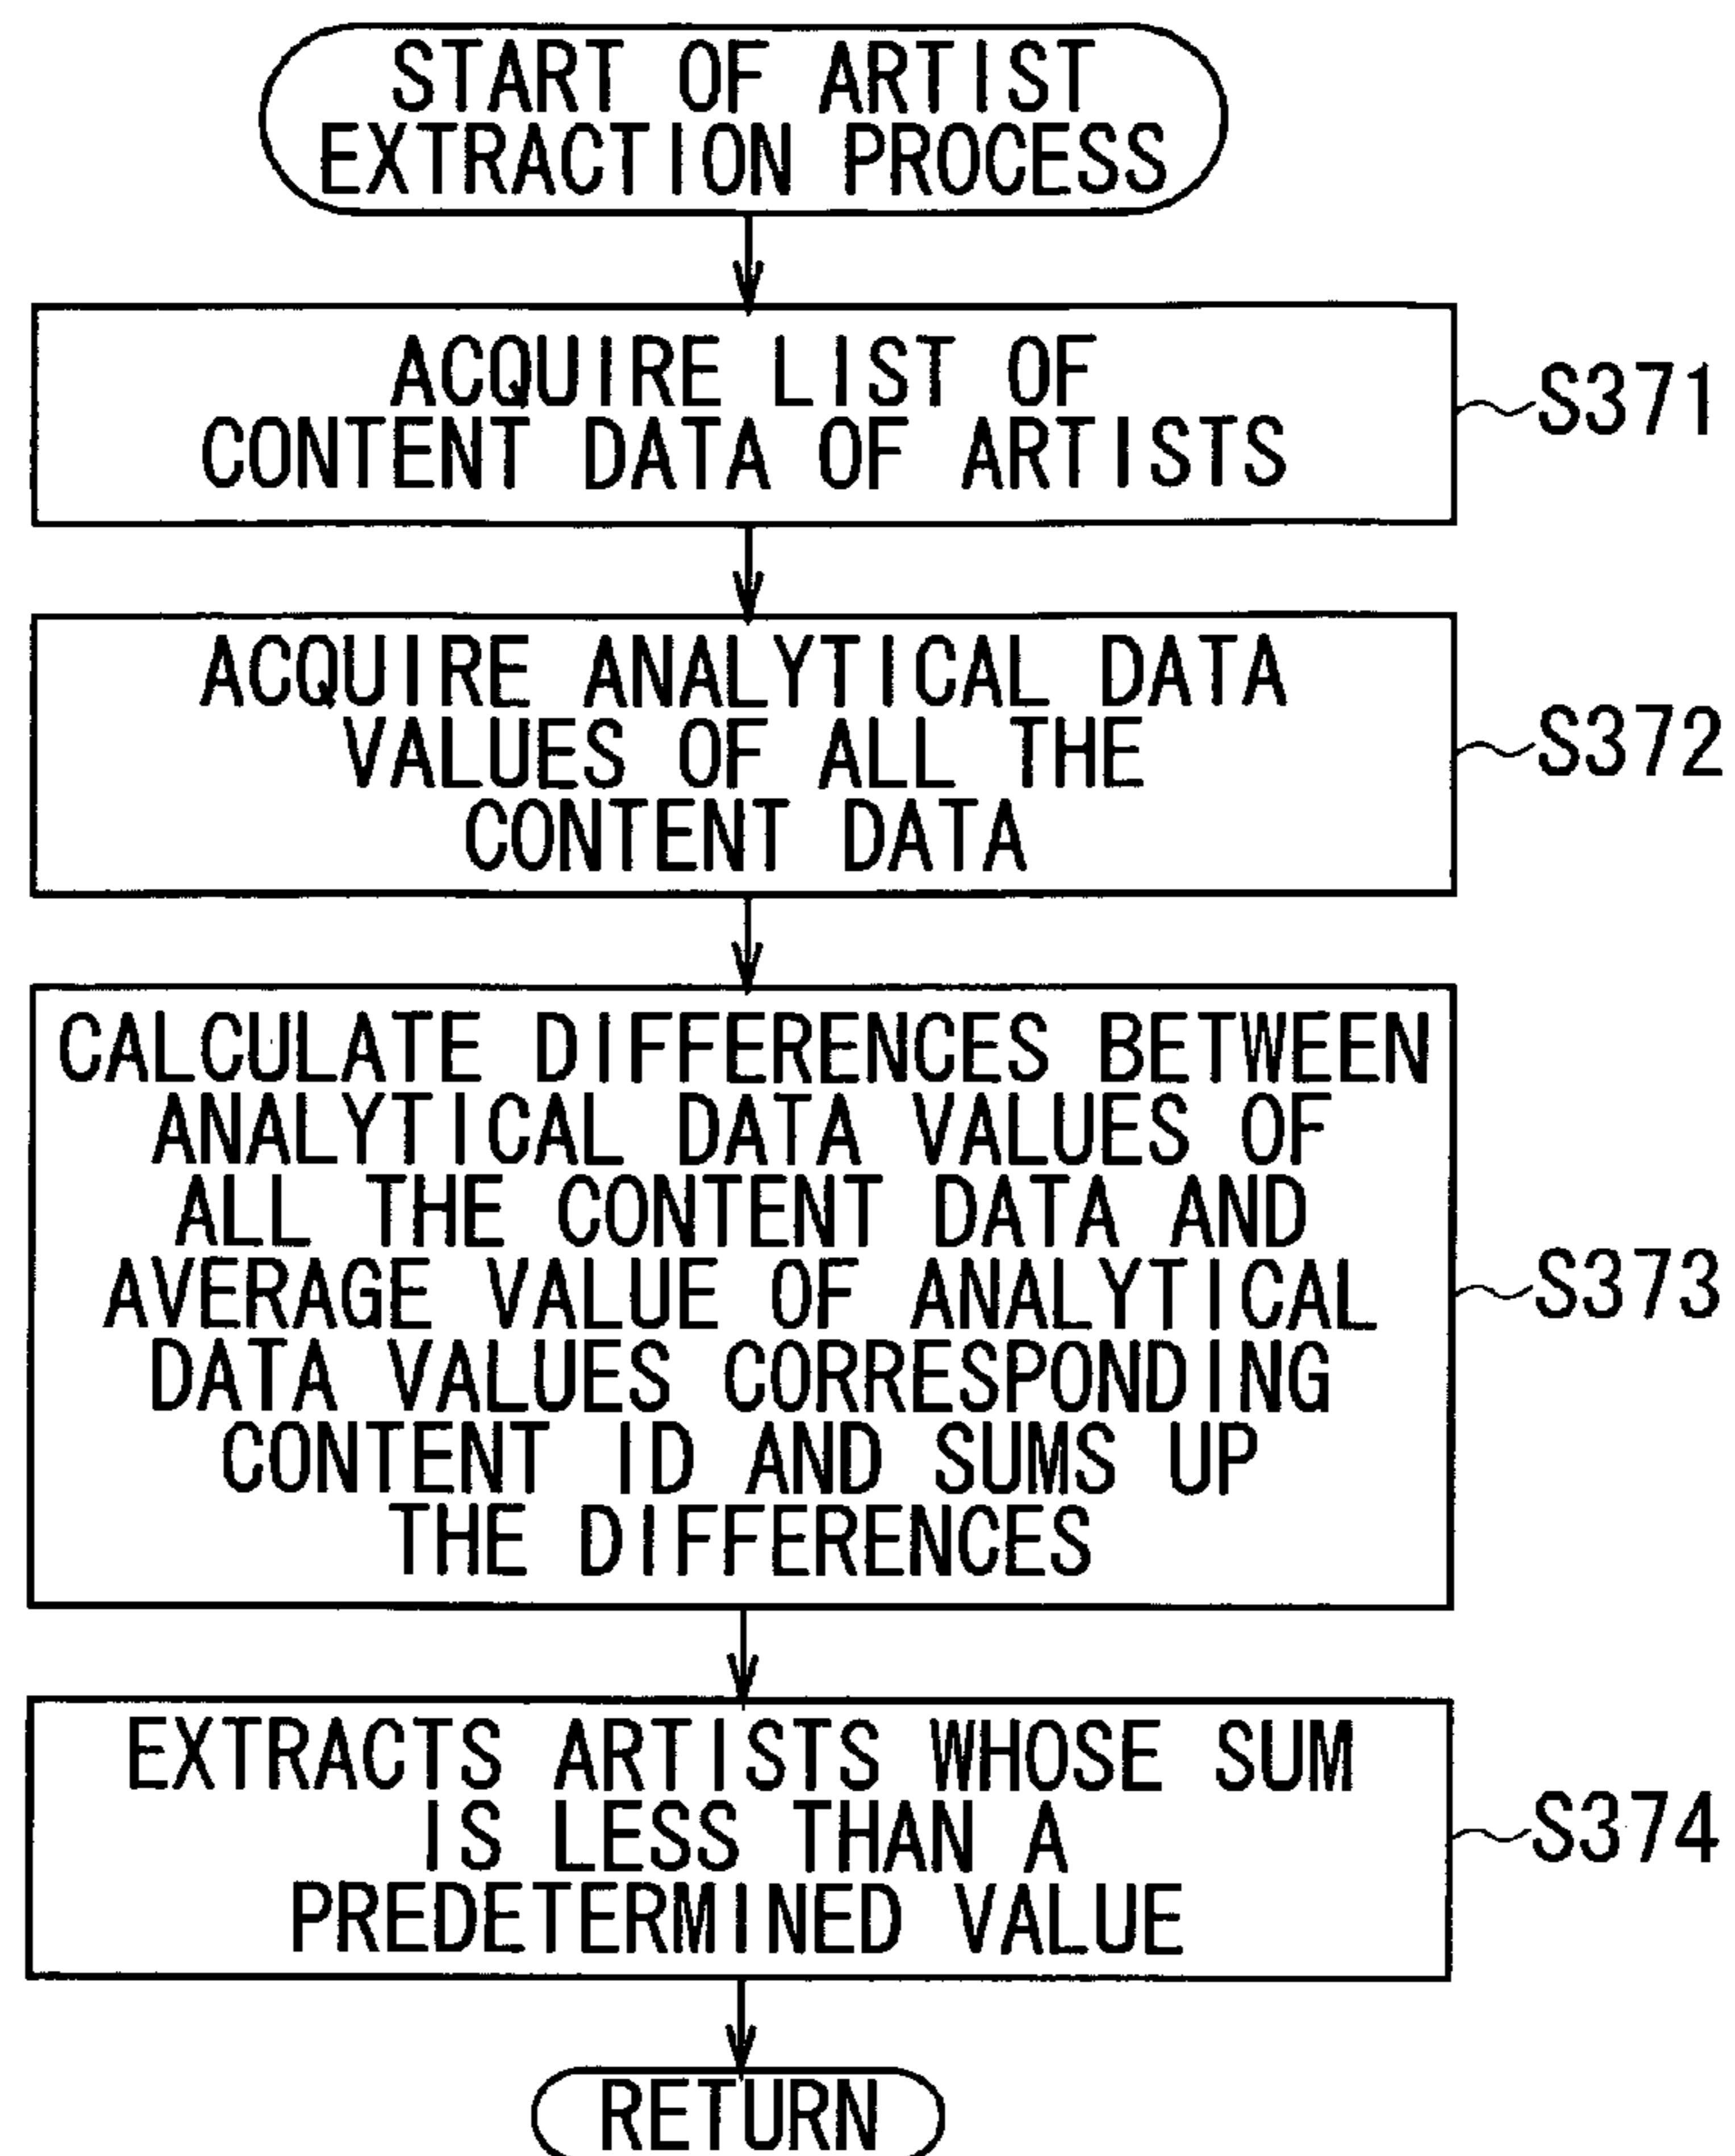 START OF ARTIST
EXTRACTION PROCESS
ACQUIRE LIST OF
CONTENT DATA OF ARTISTS
S371
ACQUIRE ANALYTICAL DATA
VALUES OF ALL THE
CONTENT DATA
S372
CALCULATE DIFFERENCES BETWEEN
ANALYTICAL DATA VALUES OF
ALL THE CONTENT DATA AND
AVERAGE VALUE OF ANALYTICAL
DATA VALUES CORRESPONDING
CONTENT ID AND SUMS UP
THE DIFFERENCES
S373
EXTRACTS ARTISTS WHOSE SUM
IS LESS THAN A
PREDETERMINED VALUE
S374
RETURN